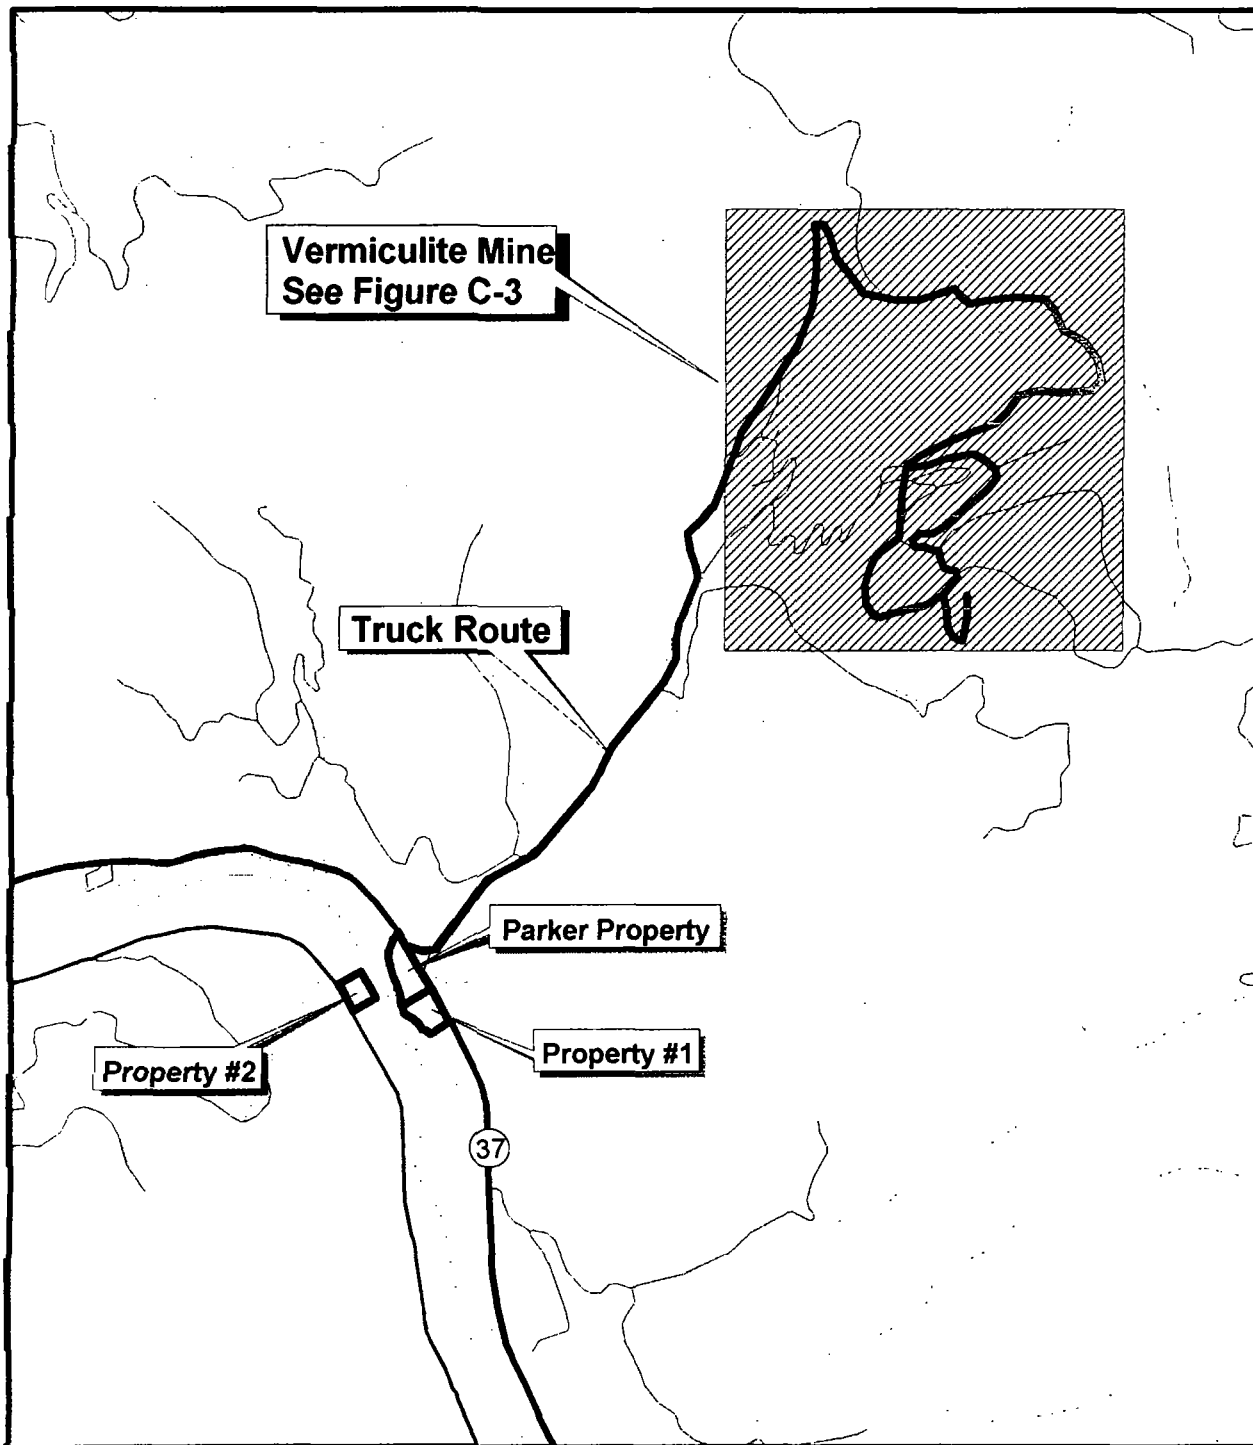 Vermiculite Mine
See Figure C-3
Truck Route
Parker Property
Property #1
Property #2
37